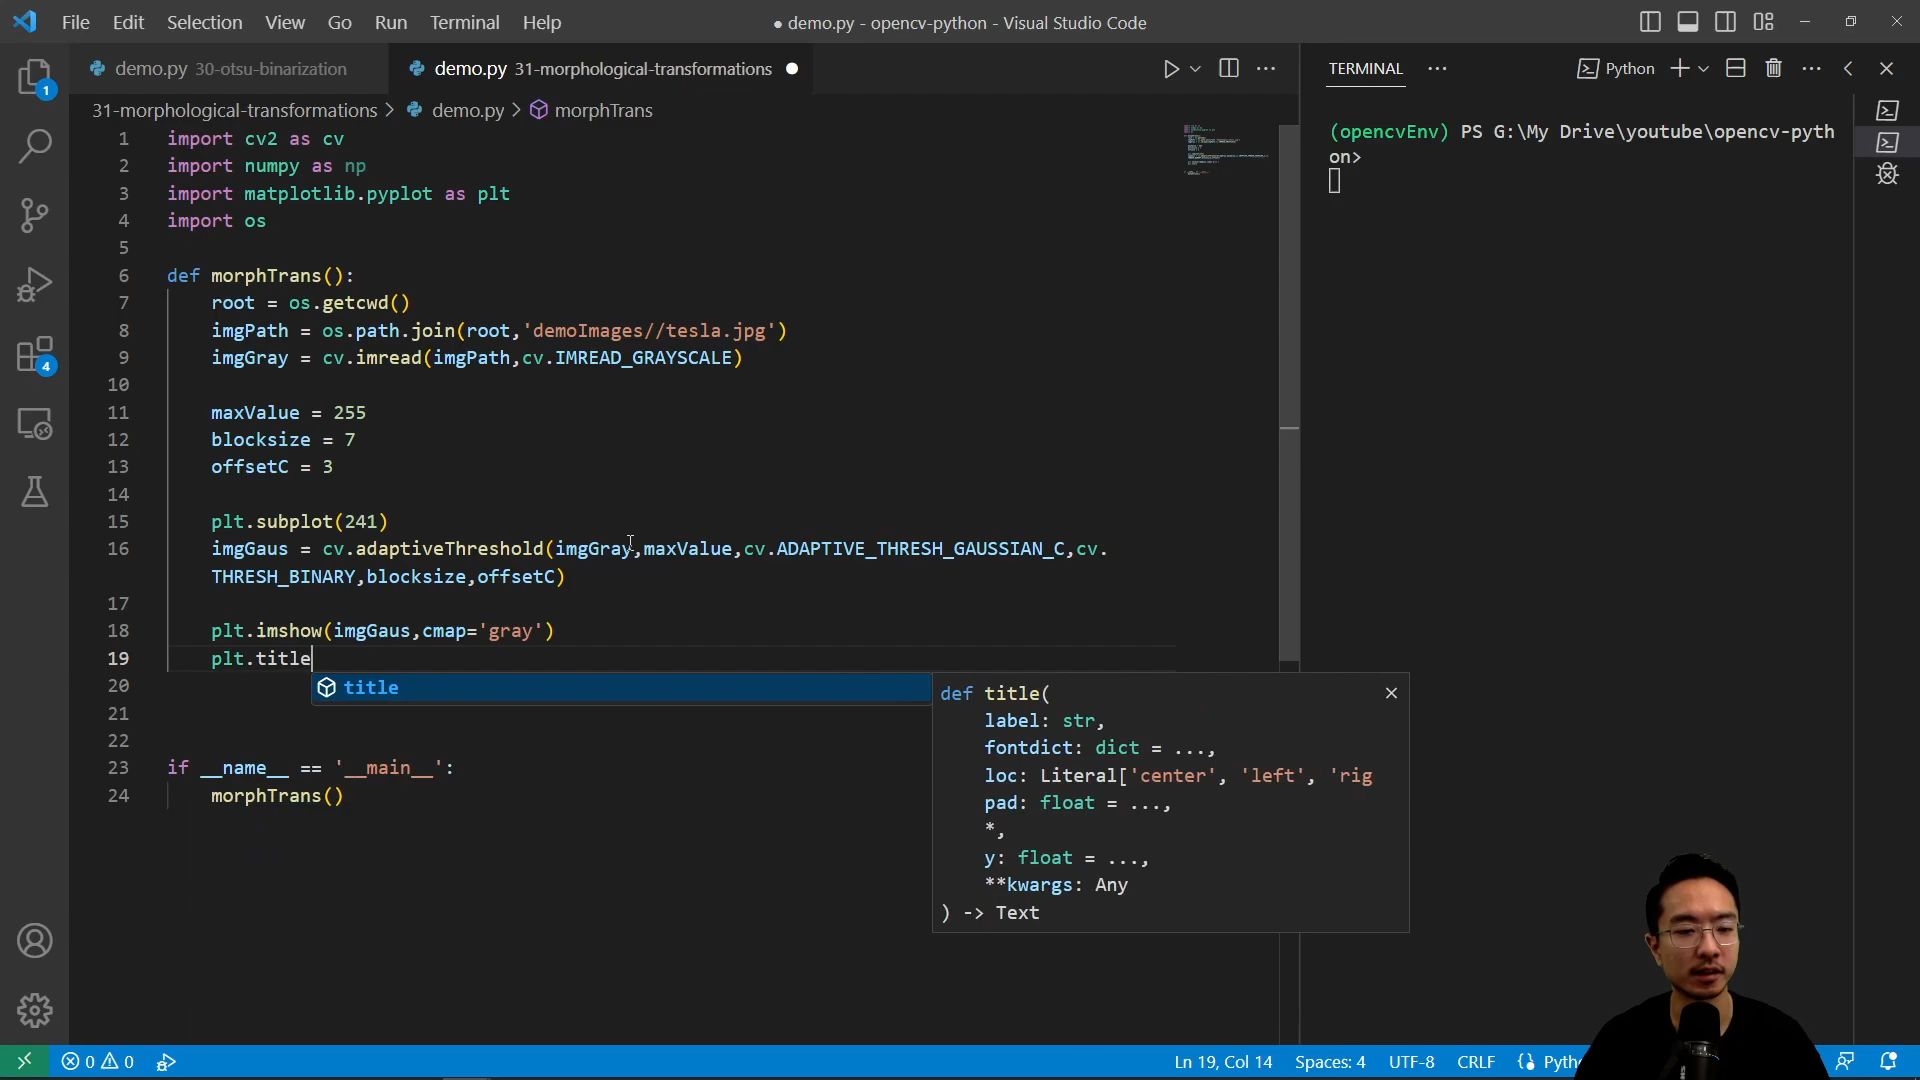 File Edit Selection View Go Run Terminal Help
● demo.py - opencv-python - Visual Studio Code
demo.py 30-otsu-binarization
demo.py 31-morphological-transformations
31-morphological-transformations > demo.py > morphTrans
1 import cv2 as cv
2 import numpy as np
3 import matplotlib.pyplot as plt
4 import os
5
6 def morphTrans():
7 root = os.getcwd()
8 imgPath = os.path.join(root,'demoImages//tesla.jpg')
9 imgGray = cv.imread(imgPath,cv.IMREAD_GRAYSCALE)
10
11 maxValue = 255
12 blocksize = 7
13 offsetC = 3
14
15 plt.subplot(241)
16 imgGaus = cv.adaptiveThreshold(imgGray,maxValue,cv.ADAPTIVE_THRESH_GAUSSIAN_C,cv.
THRESH_BINARY,blocksize,offsetC)
17
18 plt.imshow(imgGaus,cmap='gray')
19 plt.title
20
21
22
23 if __name__ == '__main__':
24 morphTrans()
title
def title(
label: str,
fontdict: dict = ...,
loc: Literal['center', 'left', 'rig
pad: float = ...,
*,
y: float = ...,
**kwargs: Any
) -> Text
TERMINAL
Python
(opencvEnv) PS G:\My Drive\youtube\opencv-pyth
on>
1
4
0 0
Ln 19, Col 14 Spaces: 4 UTF-8 CRLF